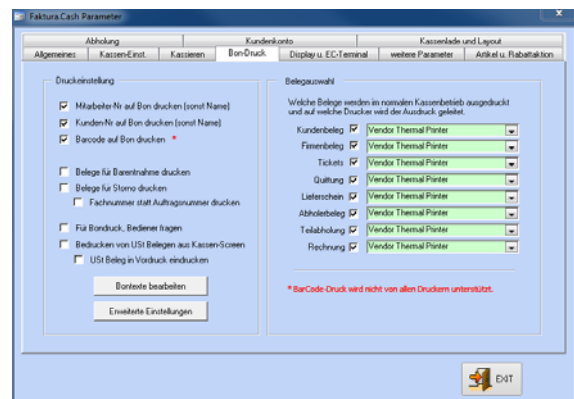 Faktura.Cash Parameter
Abholung
Kundenkonto
Kassenlade und Layout
Allgemeines
Kassen-Einst.
Kassieren
Bon-Druck
Display u. EC-Terminal
weitere Parameter
Artikel u. Rabattaktion
Druckeinstellung
Mitarbeiter-Nr auf Bon drucken (sonst Name)
Kunden-Nr auf Bon drucken (sonst Name)
Barcode auf Bon drucken *
Belege für Barentnahme drucken
Belege für Storno drucken
Fachnummer statt Auftragsnummer drucken
Für Bondruck, Bediener fragen
Bedrucken von USt Belegen aus Kassen-Screen
USt Beleg in Vordruck eindrucken
Bontexte bearbeiten
Erweiterte Einstellungen
Belegauswahl
Welche Belege werden im normalen Kassenbetrieb ausgedruckt
und auf welche Drucker wird der Ausdruck geleitet.
Kundenbeleg Vendor Thermal Printer
Firmenbeleg Vendor Thermal Printer
Tickets Vendor Thermal Printer
Quittung Vendor Thermal Printer
Lieferschein Vendor Thermal Printer
Abholerbeleg Vendor Thermal Printer
Teilabholung Vendor Thermal Printer
Rechnung Vendor Thermal Printer
* BarCode-Druck wird nicht von allen Druckern unterstützt.
EXIT